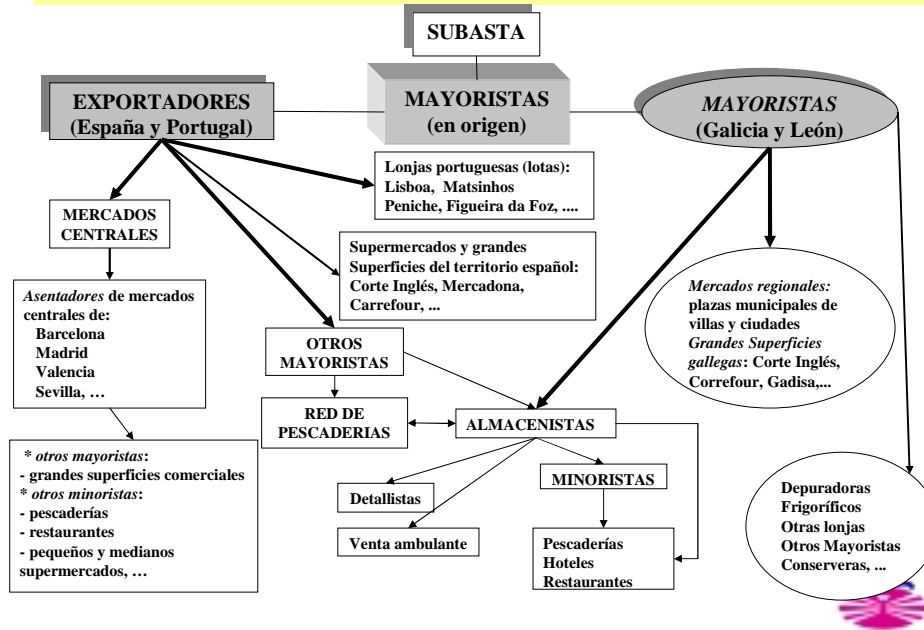 SUBASTA
EXPORTADORES
(España y Portugal)
MAYORISTAS
(en origen)
MAYORISTAS
(Galicia y León)
Lonjas portuguesas (lotas):
Lisboa, Matsinhos
Peniche, Figueira da Foz, ....
MERCADOS
CENTRALES
Supermercados y grandes
Superficies del territorio español:
Corte Inglés, Mercadona,
Carrefour, ...
Asentadores de mercados
centrales de:
Barcelona
Madrid
Valencia
Sevilla, …
Mercados regionales:
plazas municipales de
villas y ciudades
Grandes Superficies
gallegas: Corte Inglés,
Correfour, Gadisa,...
OTROS
MAYORISTAS
RED DE
PESCADERIAS
ALMACENISTAS
* otros mayoristas:
- grandes superficies comerciales
* otros minoristas:
- pescaderías
- restaurantes
- pequeños y medianos
supermercados, …
Detallistas
MINORISTAS
Venta ambulante
Pescaderías
Hoteles
Restaurantes
Depuradoras
Frigoríficos
Otras lonjas
Otros Mayoristas
Conserveras, ...